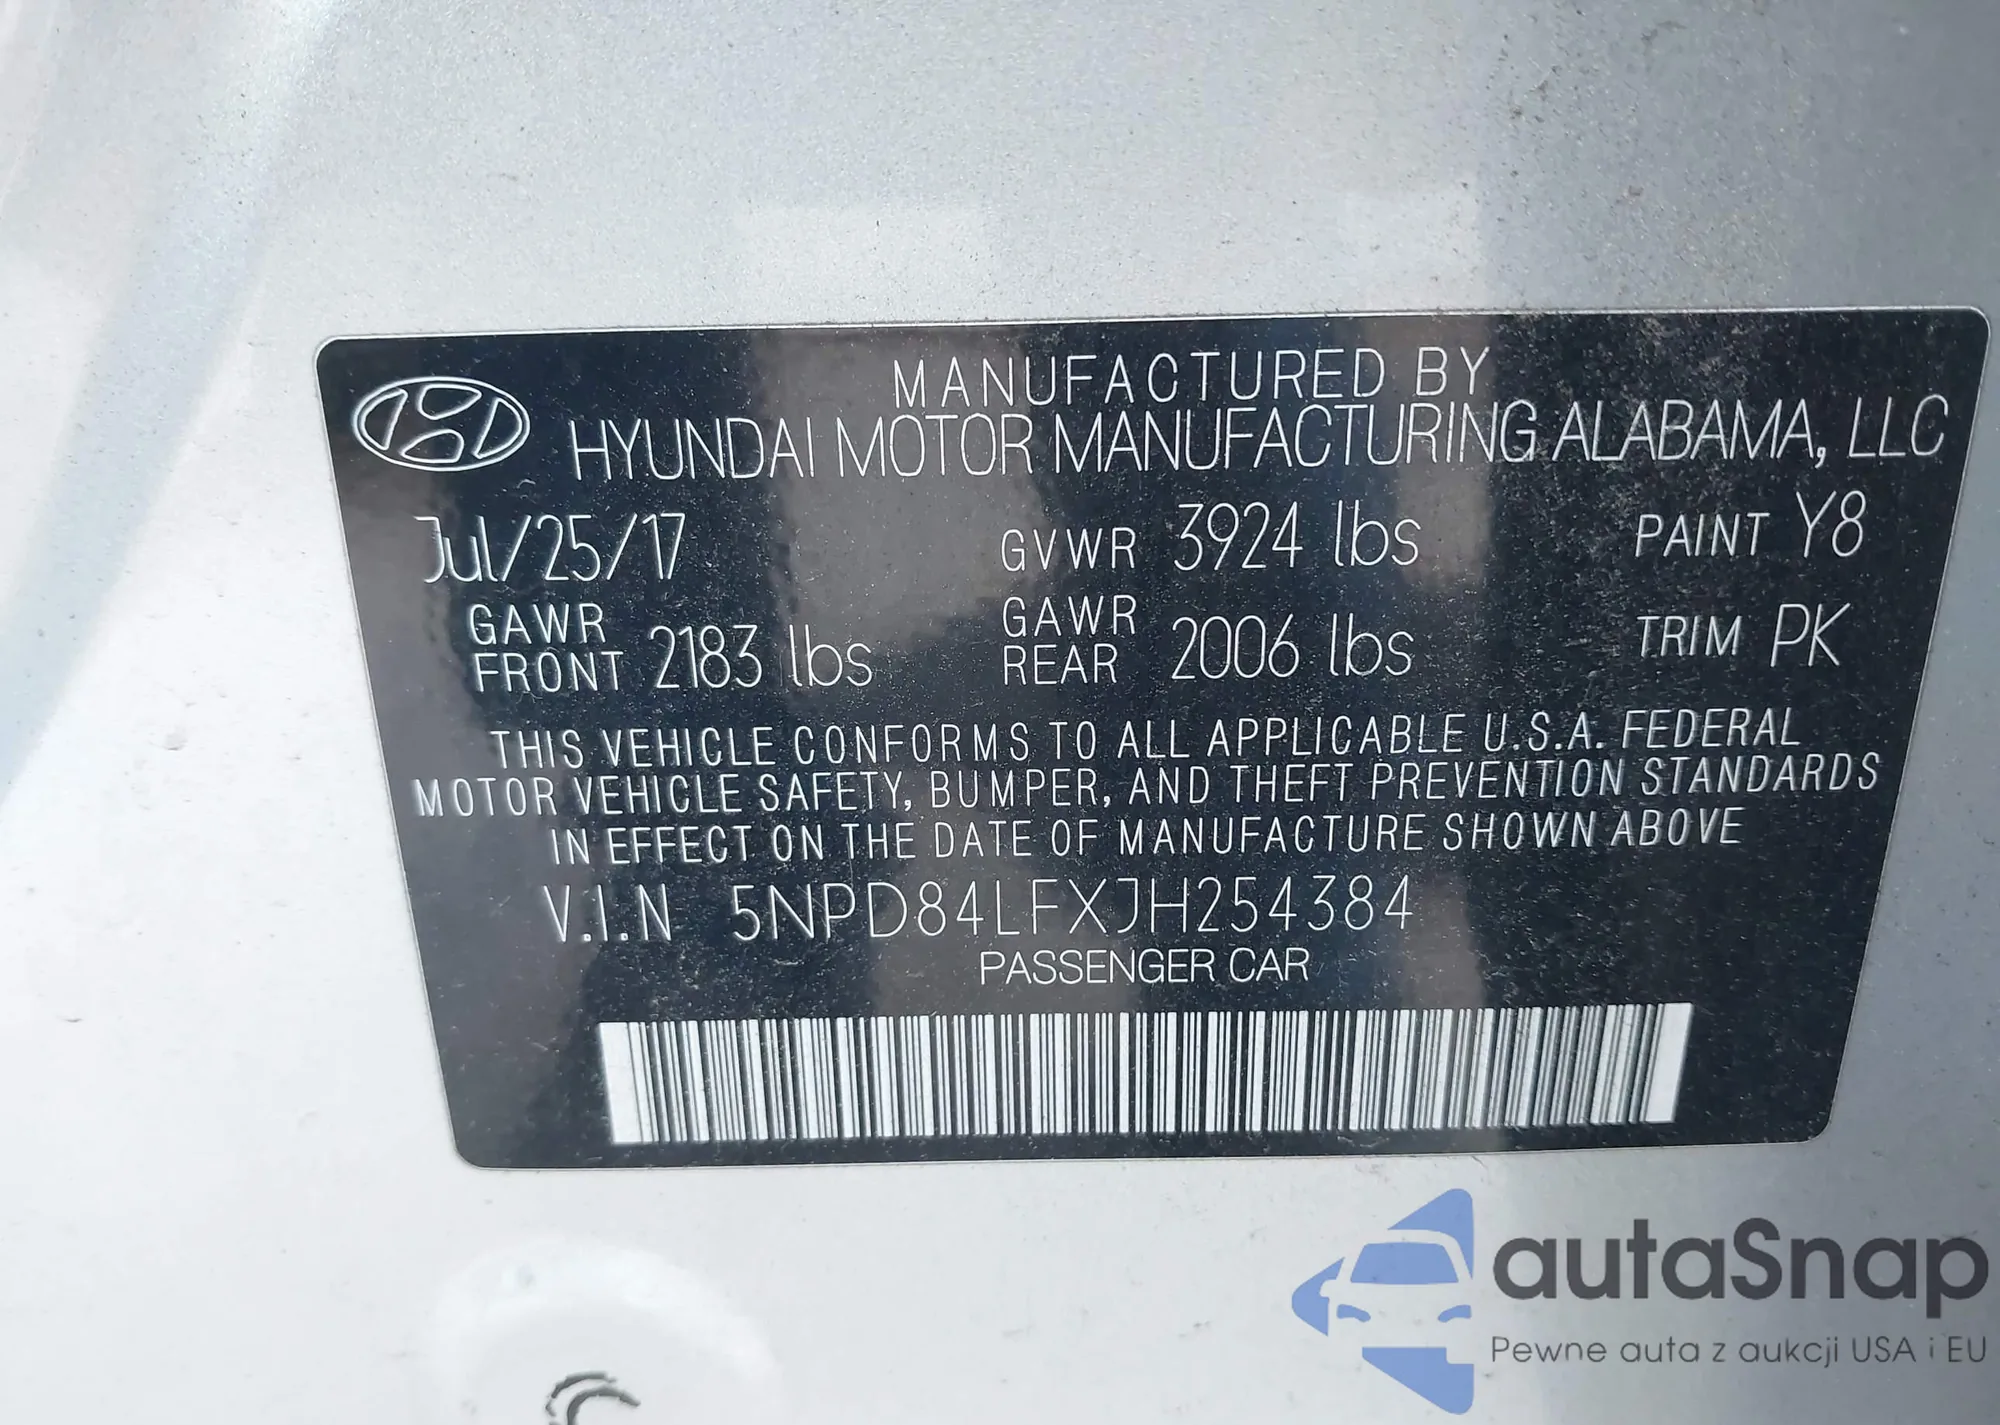 MANUFACTURED BY
HYUNDAI MOTOR MANUFACTURING ALABAMA, LLC
Jul/25/17 GVWR 3924 lbs PAINT Y8
GAWR FRONT 2183 lbs GAWR REAR 2006 lbs TRIM PK
THIS VEHICLE CONFORMS TO ALL APPLICABLE U.S.A. FEDERAL
MOTOR VEHICLE SAFETY, BUMPER, AND THEFT PREVENTION STANDARDS
IN EFFECT ON THE DATE OF MANUFACTURE SHOWN ABOVE
V.I.N 5NPD84LFXJH254384
PASSENGER CAR
autaSnap
Pewne auta z aukcji USA i EU